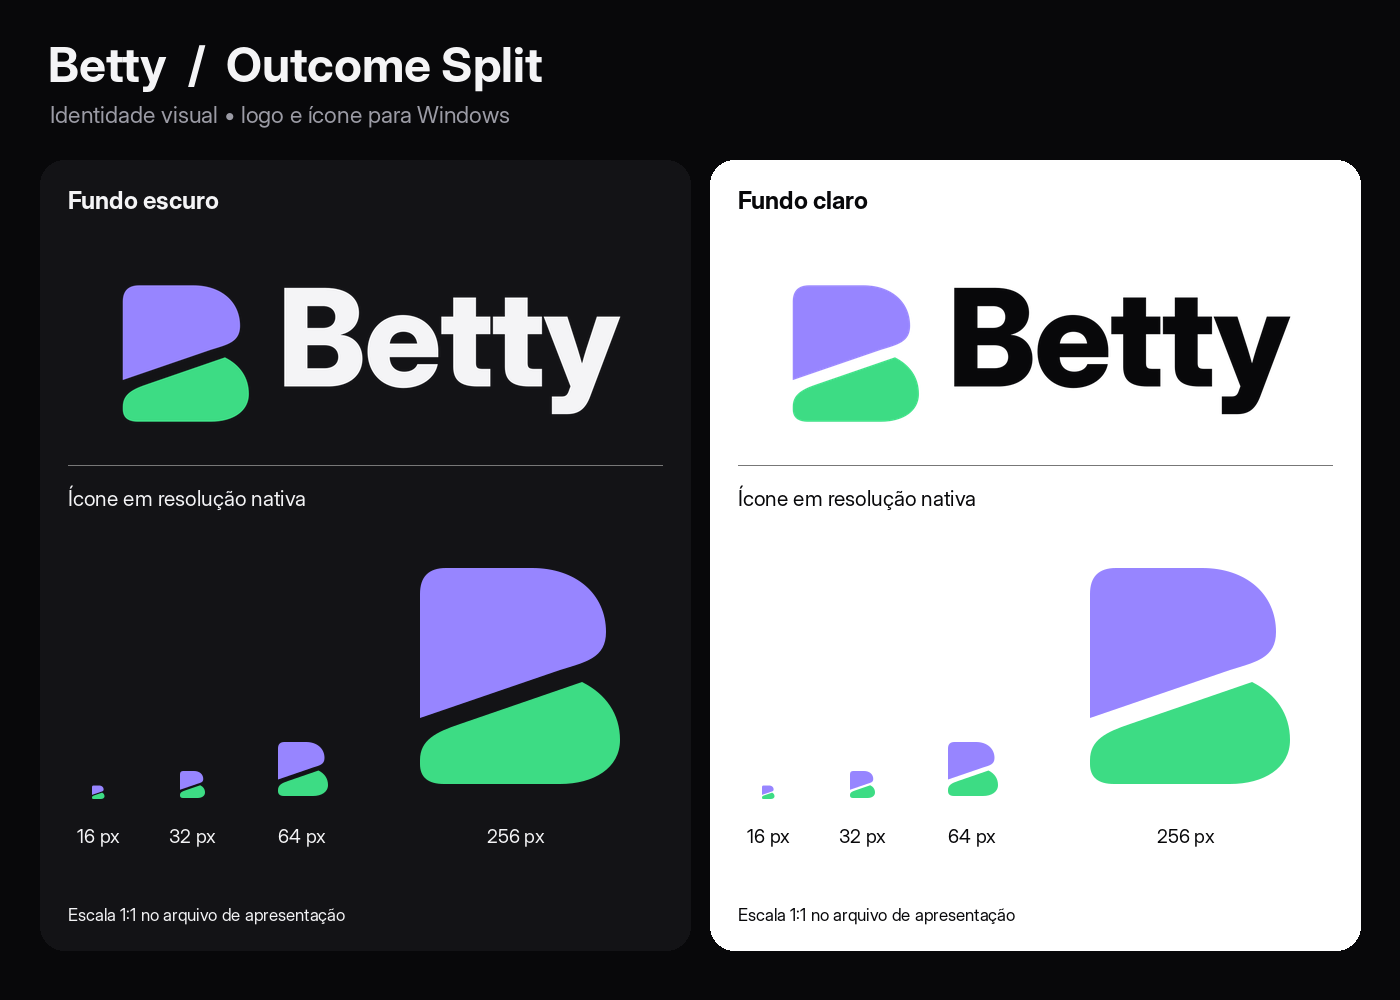 Betty / Outcome Split
Identidade visual • logo e ícone para Windows
Fundo escuro
Betty
Ícone em resolução nativa
16 px
32 px
64 px
256 px
Escala 1:1 no arquivo de apresentação
Fundo claro
Betty
Ícone em resolução nativa
16 px
32 px
64 px
256 px
Escala 1:1 no arquivo de apresentação